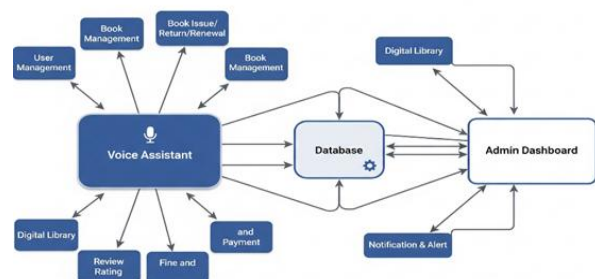 Book
Management
Book Issue/
Return/Renewal
User
Management
Book
Management
Digital Library
Voice Assistant
Database
Admin Dashboard
Digital Library
Review
Rating
Fine and
and
Payment
Notification & Alert